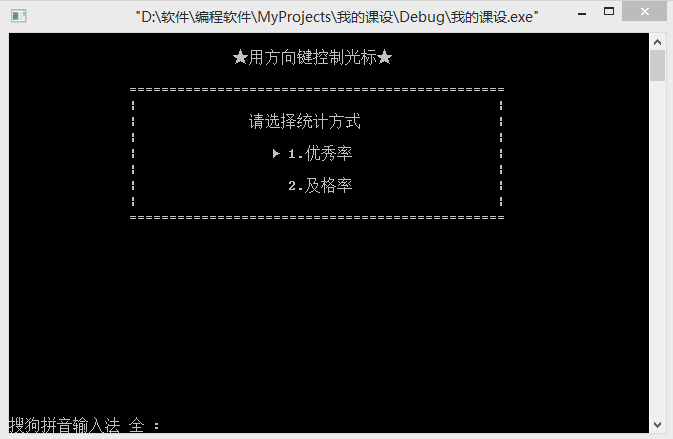 "D:\软件\编程软件\MyProjects\我的课设\Debug\我的课设.exe"
★用方向键控制光标★
请选择统计方式
►1.优秀率
2.及格率
搜狗拼音输入法 全 :